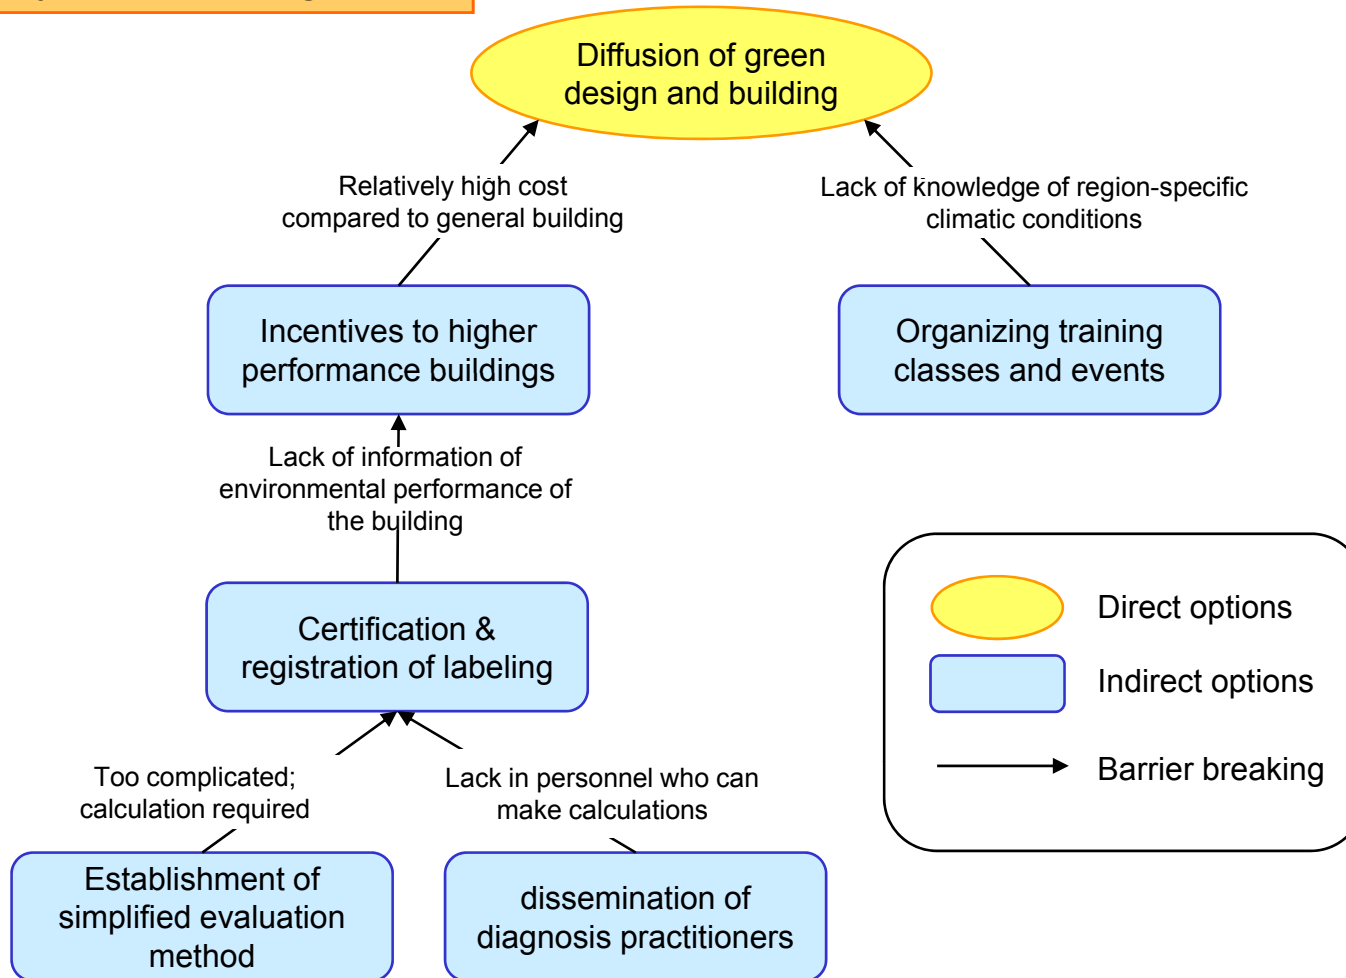 Diffusion of green
design and building
Relatively high cost
compared to general building
Lack of knowledge of region-specific
climatic conditions
Incentives to higher
performance buildings
Organizing training
classes and events
Lack of information of
environmental performance of
the building
Certification &
registration of labeling
Direct options
Indirect options
Barrier breaking
Too complicated;
calculation required
Lack in personnel who can
make calculations
Establishment of
simplified evaluation
method
dissemination of
diagnosis practitioners